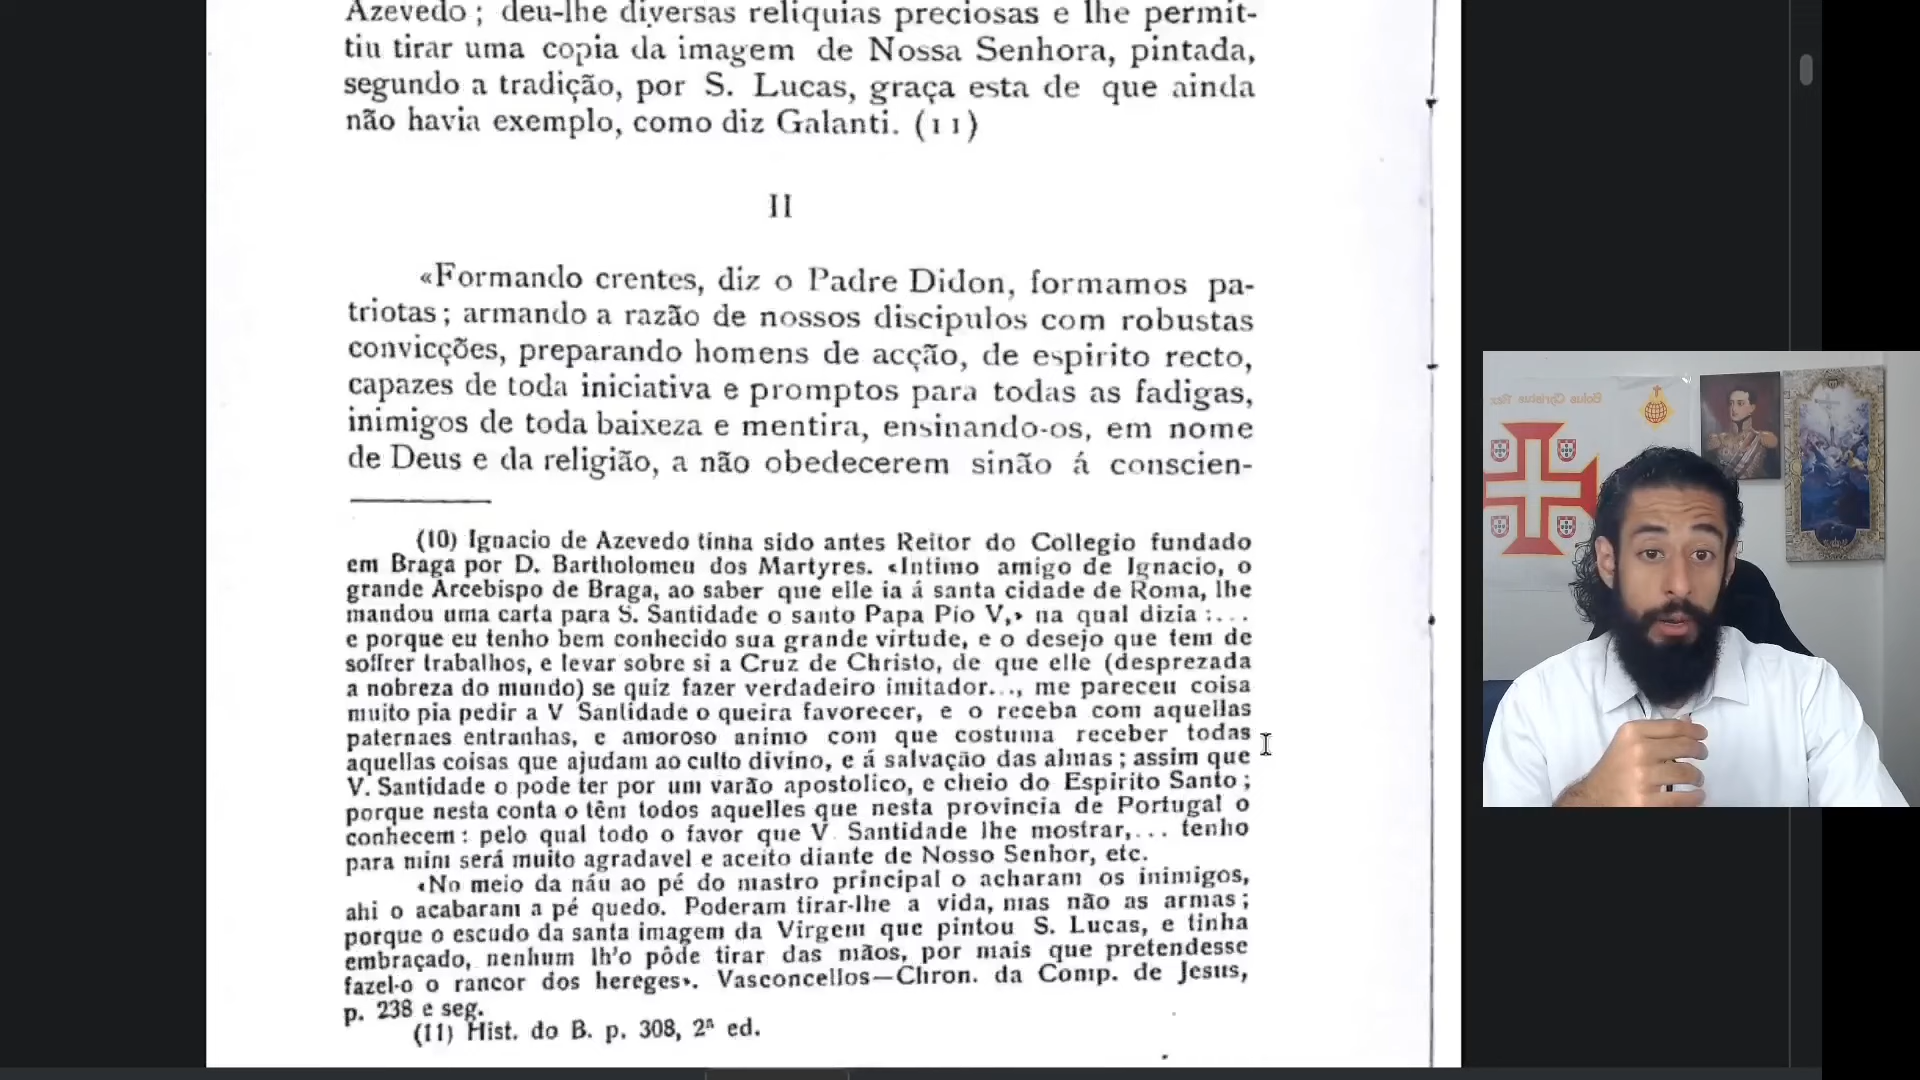 Azevedo ; deu-lhe diversas reliquias preciosas e lhe permit-
tiu tirar uma copia da imagem de Nossa Senhora, pintada,
segundo a tradição, por S. Lucas, graça esta de que ainda
não havia exemplo, como diz Galanti. (11)
II
«Formando crentes, diz o Padre Didon, formamos pa-
triotas ; armando a razão de nossos discipulos com robustas
convicções, preparando homens de acção, de espirito recto,
capazes de toda iniciativa e promptos para todas as fadigas,
inimigos de toda baixeza e mentira, ensinando-os, em nome
de Deus e da religião, a não obedecerem sinão á conscien-
(10) Ignacio de Azevedo tinha sido antes Reitor do Collegio fundado
em Braga por D. Bartholomeu dos Martyres. «Intimo amigo de Ignacio, o
grande Arcebispo de Braga, ao saber que elle ia á santa cidade de Roma, lhe
mandou uma carta para S. Santidade o santo Papa Pio V,» na qual dizia :...
e porque eu tenho bem conhecido sua grande virtude, e o desejo que tem de
soffrer trabalhos, e levar sobre si a Cruz de Christo, de que elle (desprezada
a nobreza do mundo) se quiz fazer verdadeiro imitador..., me pareceu coisa
muito pia pedir a V Santidade o queira favorecer, e o receba com aquellas
paternaes entranhas, e amoroso animo com que costuma receber todas
aquellas coisas que ajudam ao culto divino, e á salvação das almas ; assim que
V. Santidade o pode ter por um varão apostolico, e cheio do Espirito Santo ;
porque nesta conta o têm todos aquelles que nesta provincia de Portugal o
conhecem : pelo qual todo o favor que V. Santidade lhe mostrar,... tenho
para mim será muito agradavel e aceito diante de Nosso Senhor, etc.
«No meio da náu ao pé do mastro principal o acharam os inimigos,
ahi o acabaram a pé quedo. Poderam tirar-lhe a vida, mas não as armas ;
porque o escudo da santa imagem da Virgem que pintou S. Lucas, e tinha
embraçado, nenhum lh'o pôde tirar das mãos, por mais que pretendesse
fazel-o o rancor dos hereges». Vasconcellos—Chron. da Comp. de Jesus,
p. 238 e seg.
(11) Hist. do B. p. 308, 2ª ed.